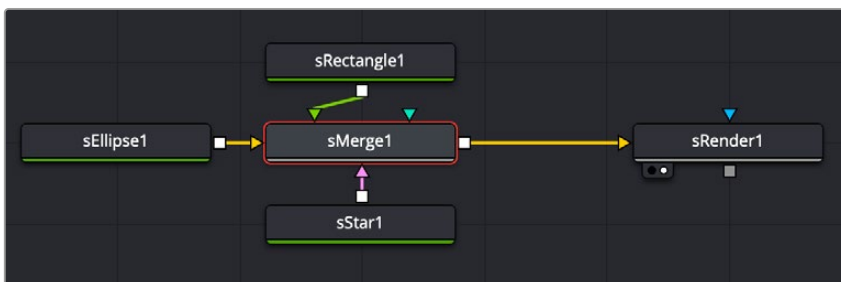 sRectangle1
sEllipse1
sMerge1
sRender1
sStar1